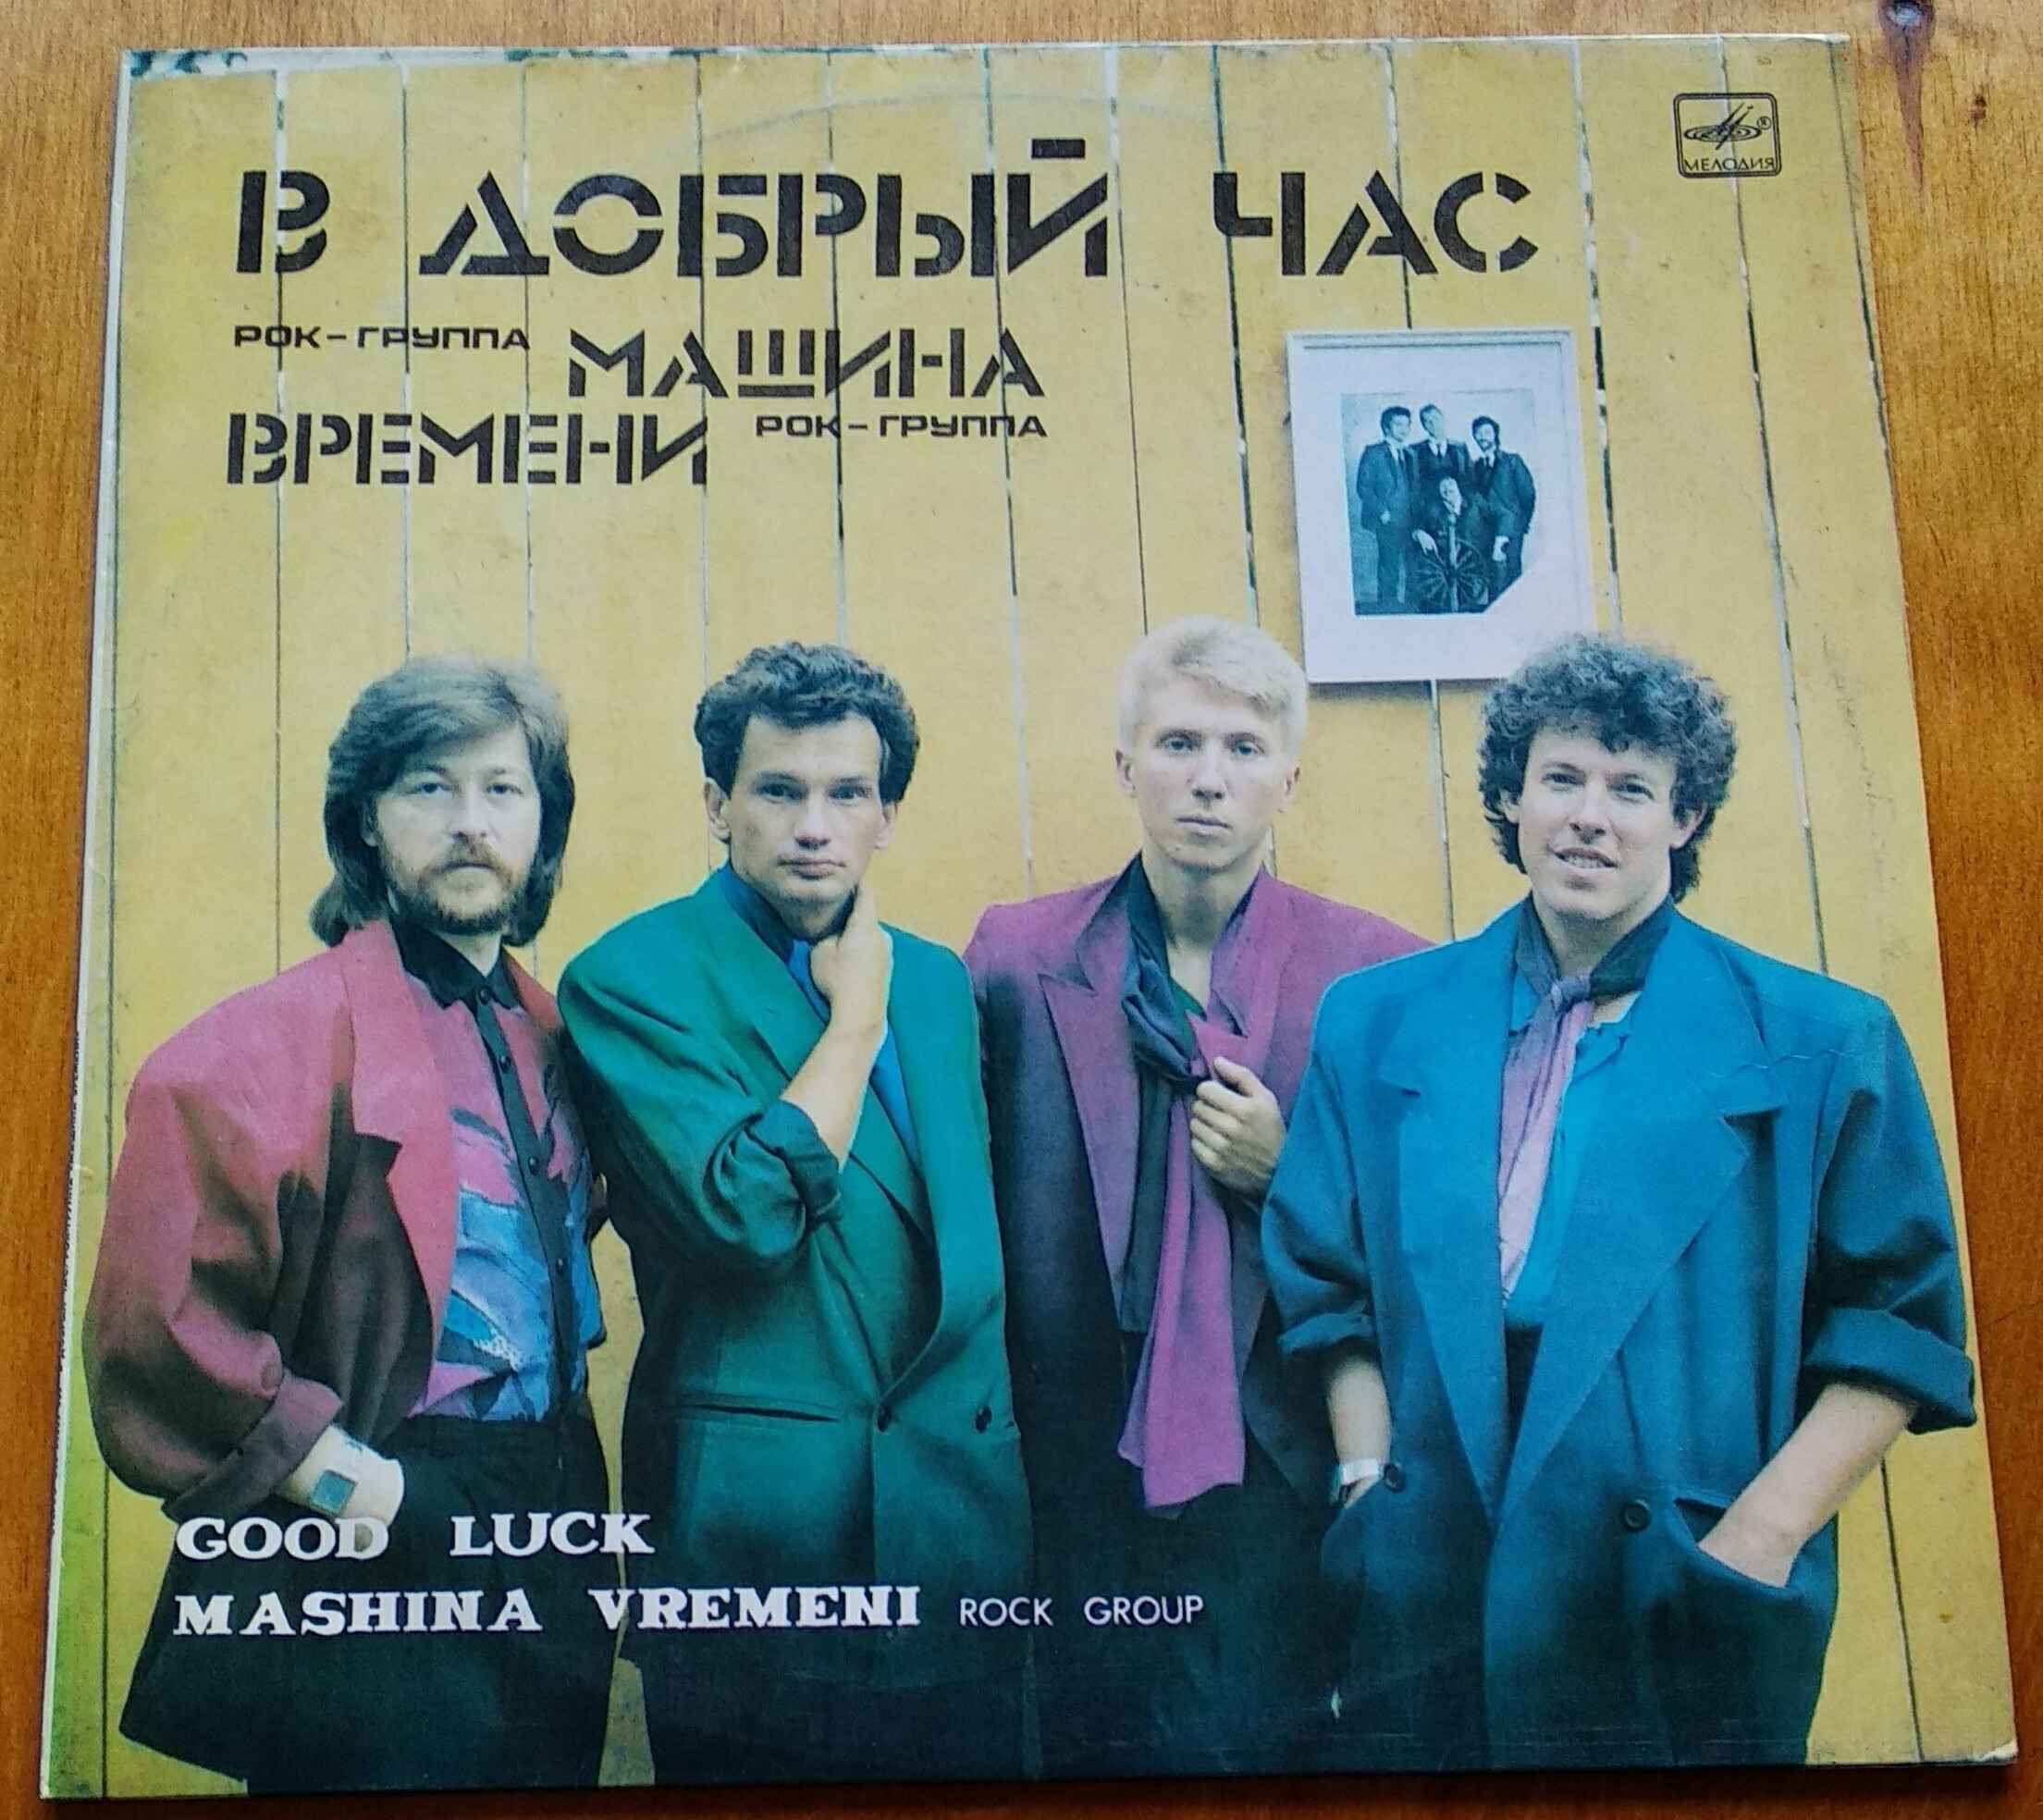 МЕЛОДИЯ
В ДОБРЫЙ ЧАС
РОК-ГРУППА МАШИНА
ВРЕМЕНИ РОК-ГРУППА
GOOD LUCK
MASHINA VREMENI ROCK GROUP